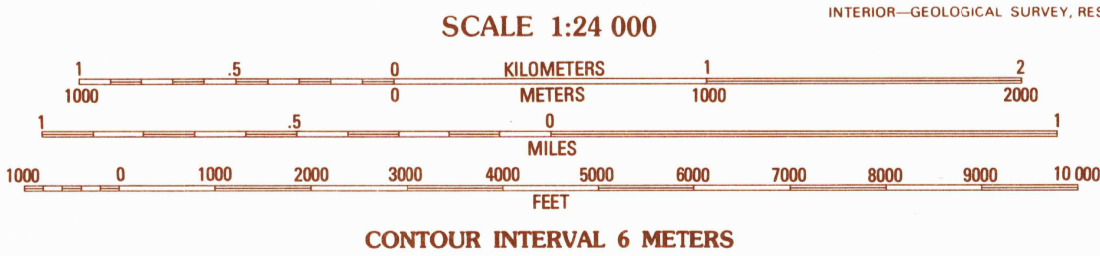 INTERIOR—GEOLOGICAL SURVEY, RES
SCALE 1:24 000
1 .5 0 KILOMETERS 1 2
1000 0 METERS 1000 2000
1 .5 0 1
MILES
1000 0 1000 2000 3000 4000 5000 6000 7000 8000 9000 10 000
FEET
CONTOUR INTERVAL 6 METERS